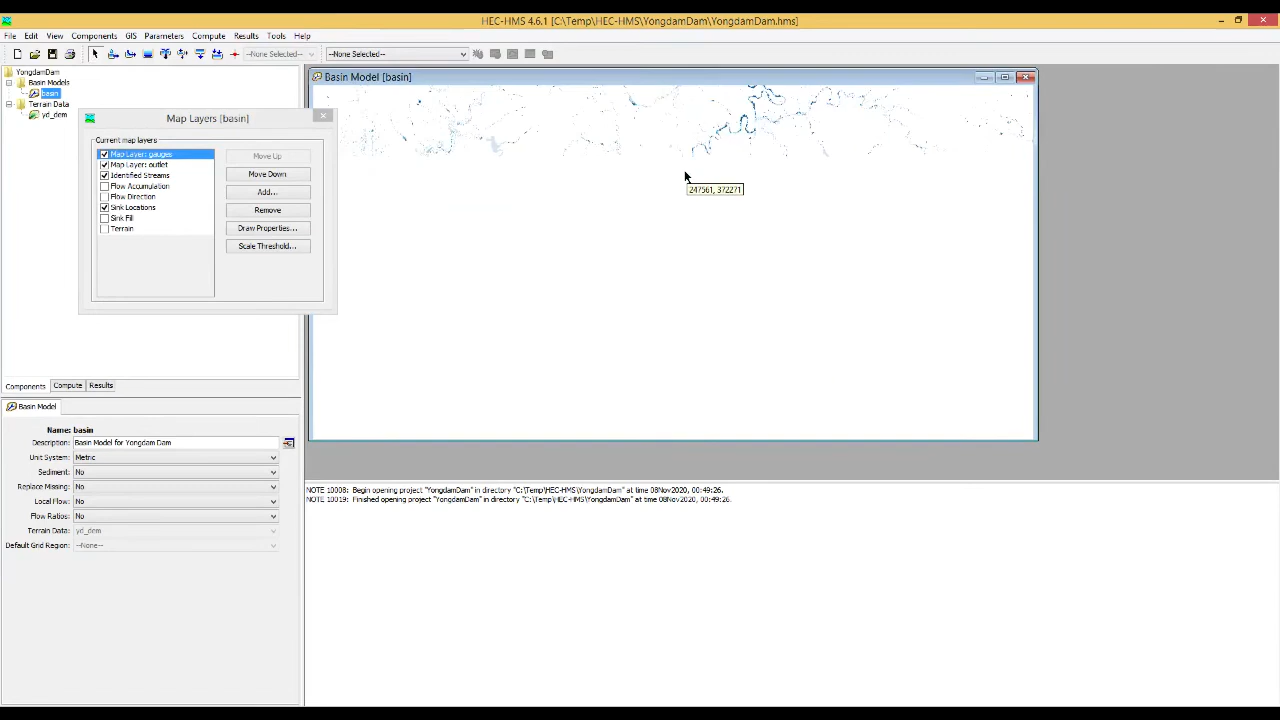 HEC-HMS 4.6.1 [C:\Temp\HEC-HMS\YongdamDam\YongdamDam.hms]
File Edit View Components GIS Parameters Compute Results Tools Help
--None Selected-- --None Selected--
YongdamDam
Basin Models
basin
Terrain Data
yd_dem
Basin Model [basin]
Map Layers [basin]
Current map layers
Map Layer: gauges
Map Layer: outlet
Identified Streams
Flow Accumulation
Flow Direction
Sink Locations
Sink Fill
Terrain
Move Up
Move Down
Add...
Remove
Draw Properties...
Scale Threshold...
247561, 372271
Components Compute Results
Basin Model
Name: basin
Description: Basin Model for Yongdam Dam
Unit System: Metric
Sediment: No
Replace Missing: No
Local Flow: No
Flow Ratios: No
Terrain Data: yd_dem
Default Grid Region: --None--
NOTE 10008: Begin opening project "YongdamDam" in directory "C:\Temp\HEC-HMS\YongdamDam" at time 08Nov2020, 00:49:26.
NOTE 10019: Finished opening project "YongdamDam" in directory "C:\Temp\HEC-HMS\YongdamDam" at time 08Nov2020, 00:49:26.